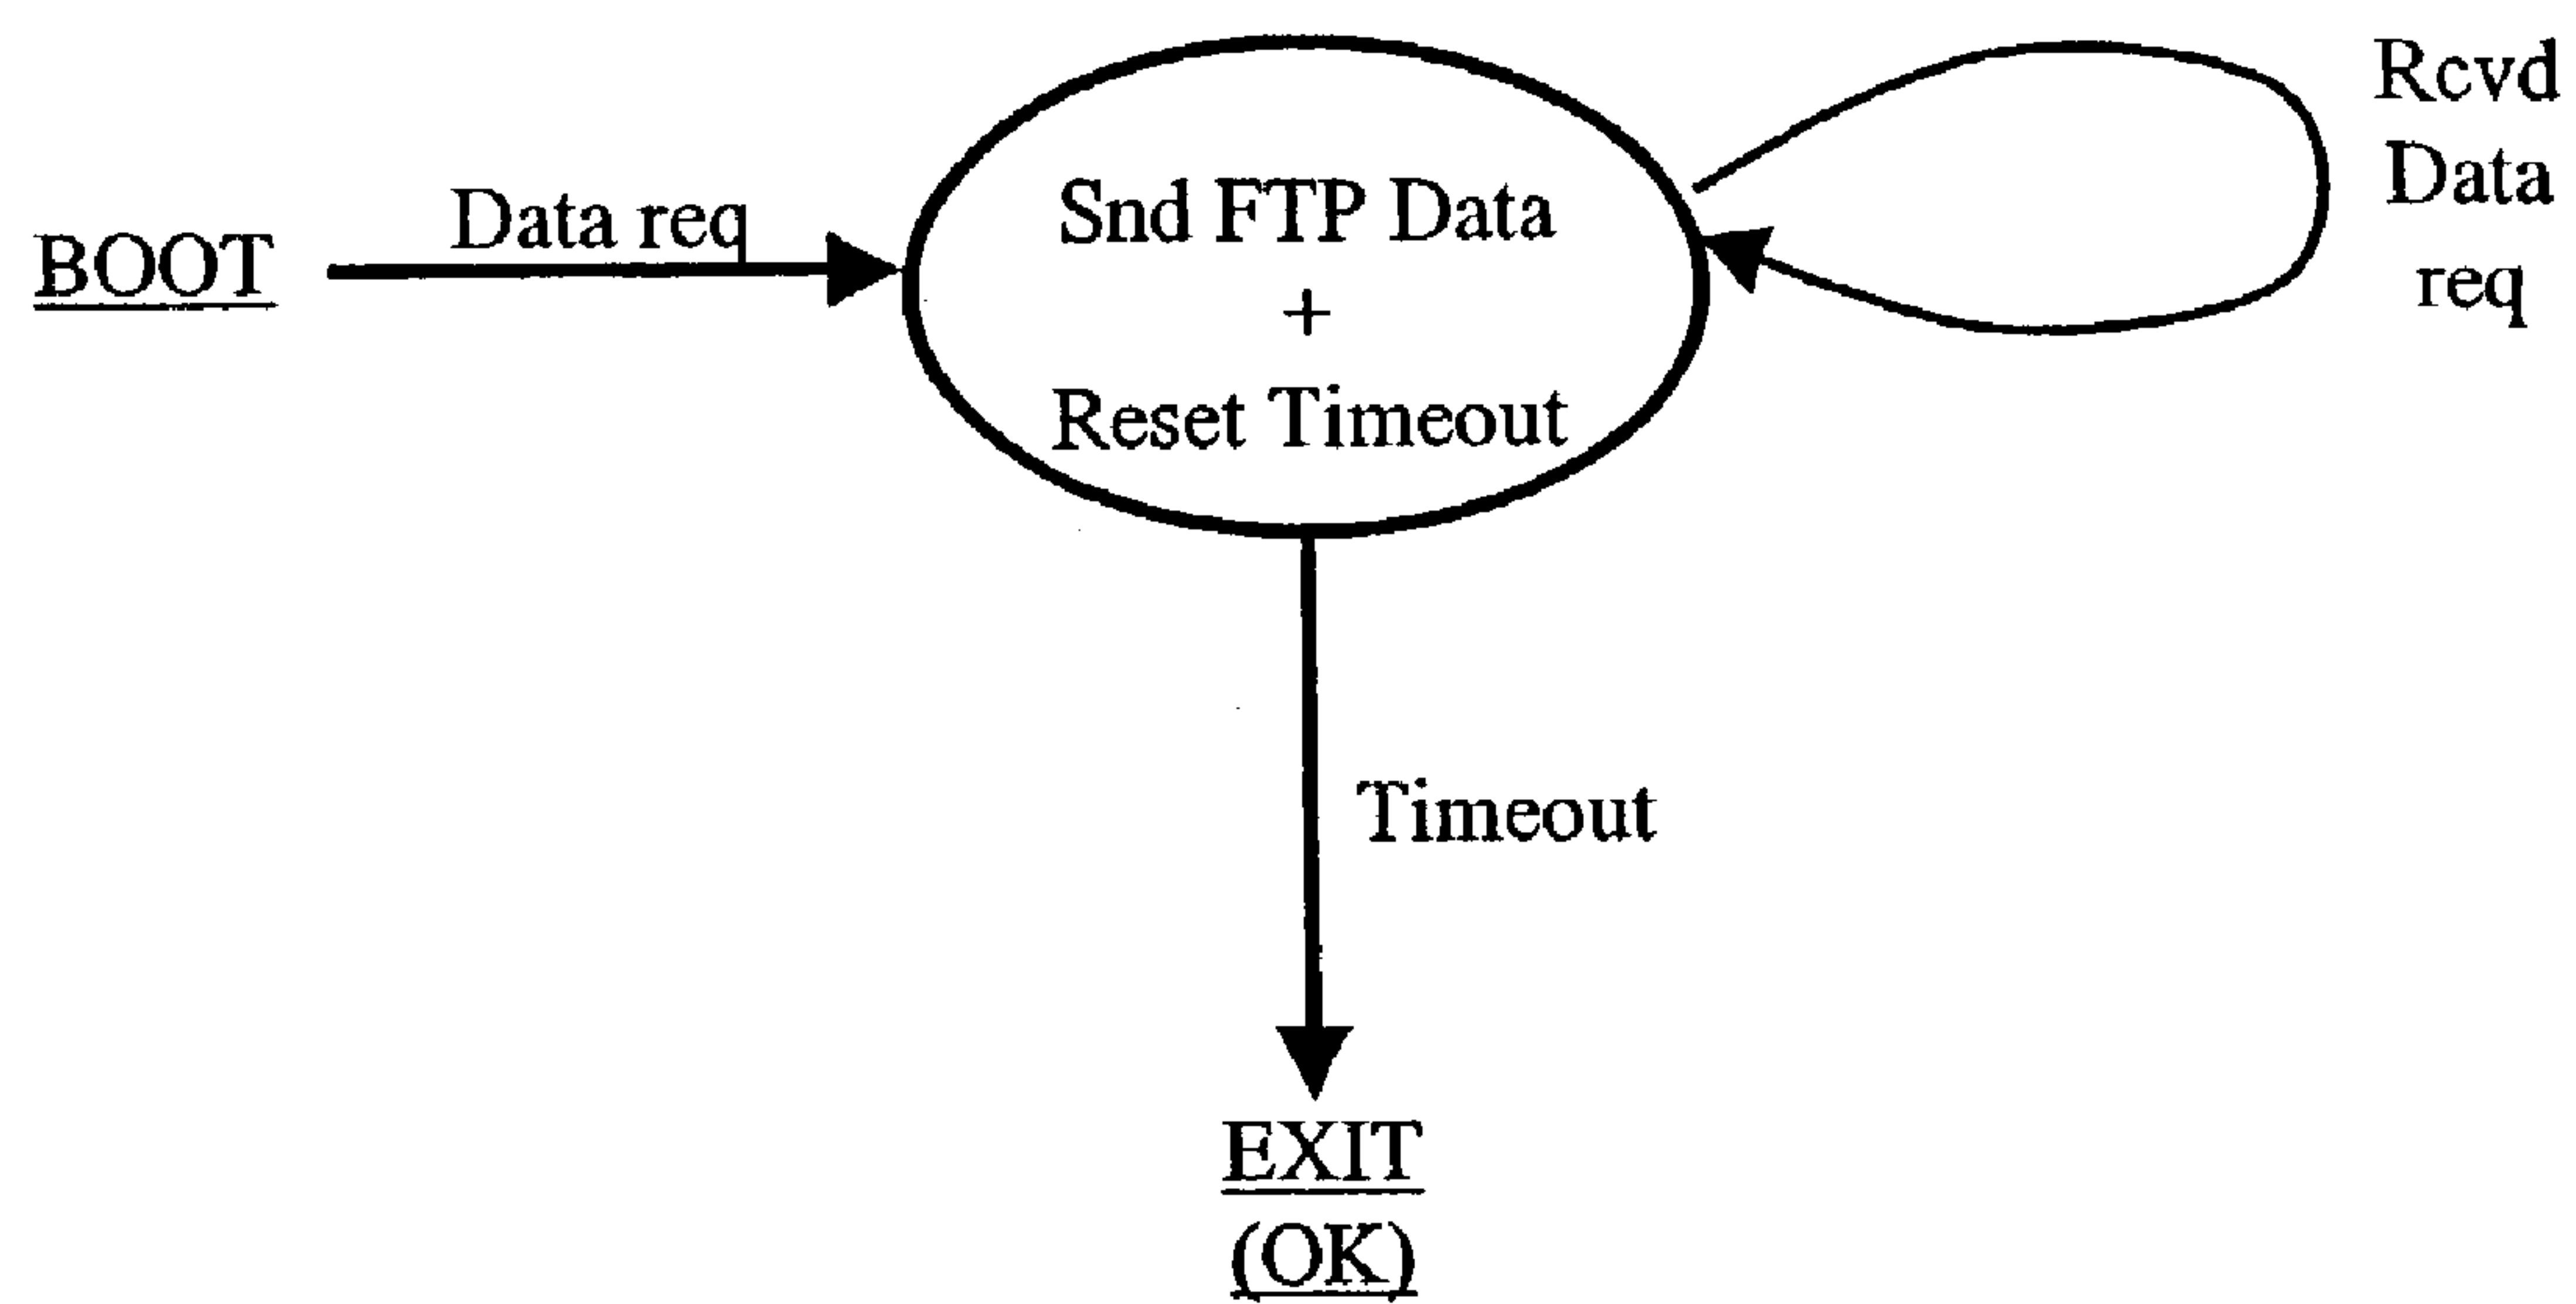 BOOT
Data req
Snd FTP Data
+
Reset Timeout
Rcvd
Data
req
Timeout
EXIT
(OK)